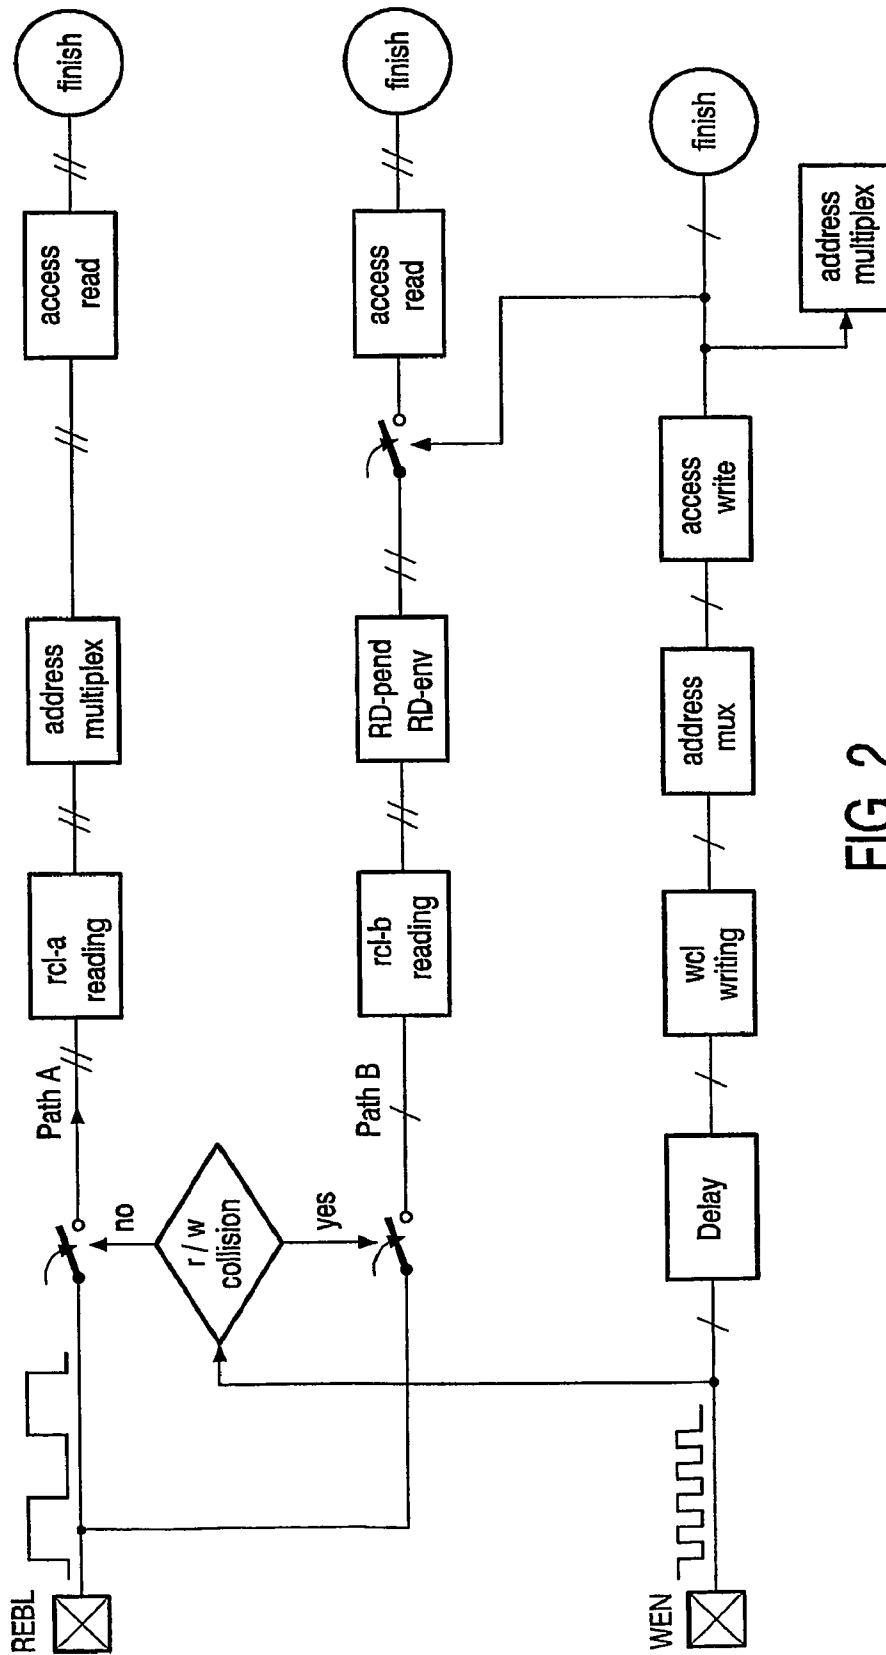 REBL
Path A
rcl-a
reading
address
multiplex
access
read
finish
no
r / w
collision
yes
Path B
rcl-b
reading
RD-pend
RD-env
access
read
finish
WEN
Delay
wcl
writing
address
mux
access
write
finish
address
multiplex
FIG. 2